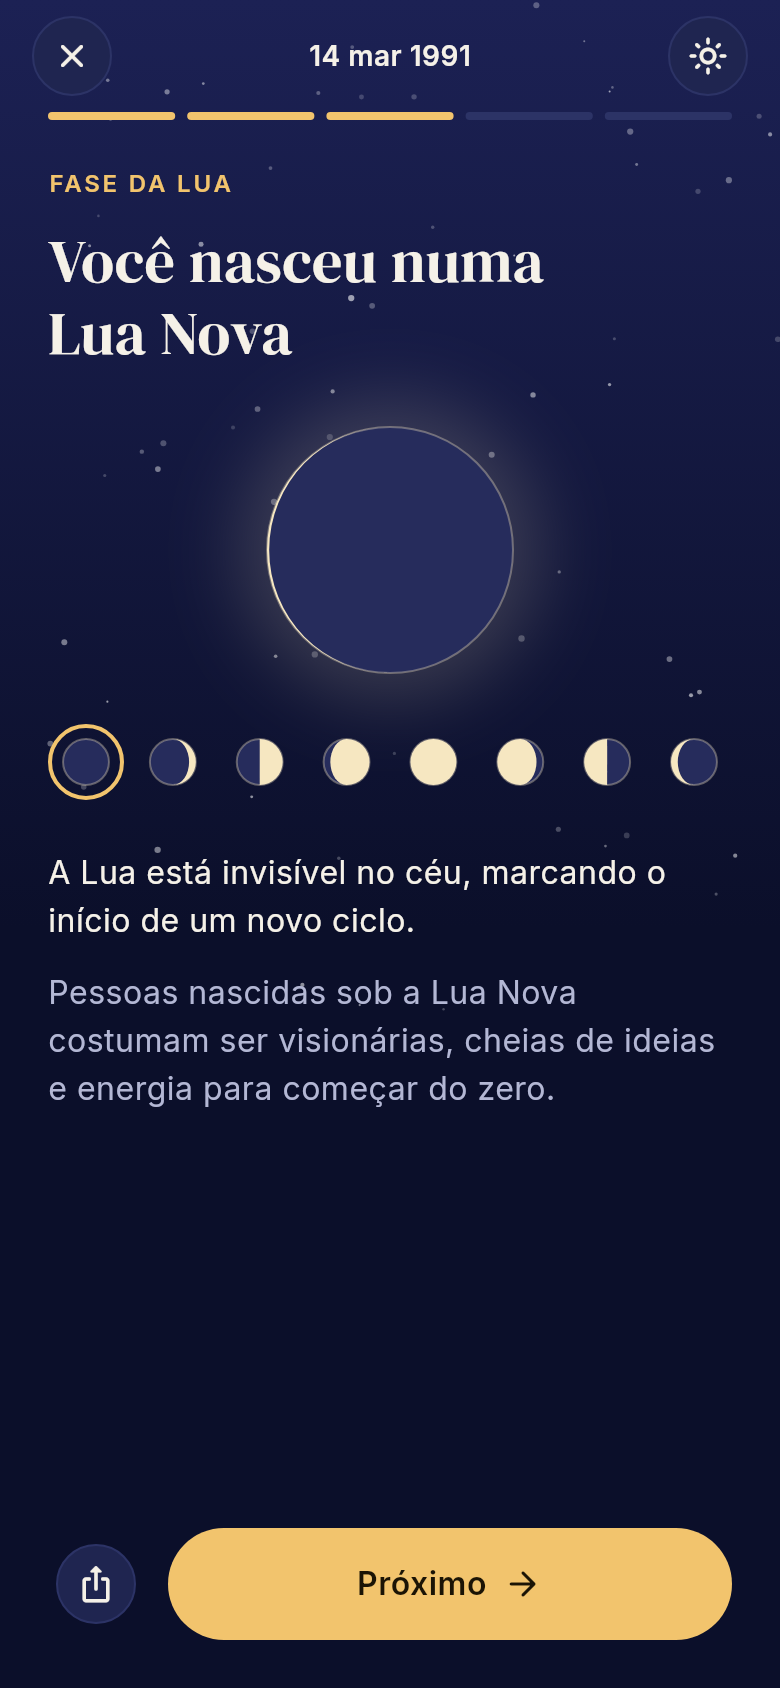 14 mar 1991
FASE DA LUA
Você nasceu numa
Lua Nova
A Lua está invisível no céu, marcando o
início de um novo ciclo.
Pessoas nascidas sob a Lua Nova
costumam ser visionárias, cheias de ideias
e energia para começar do zero.
Próximo